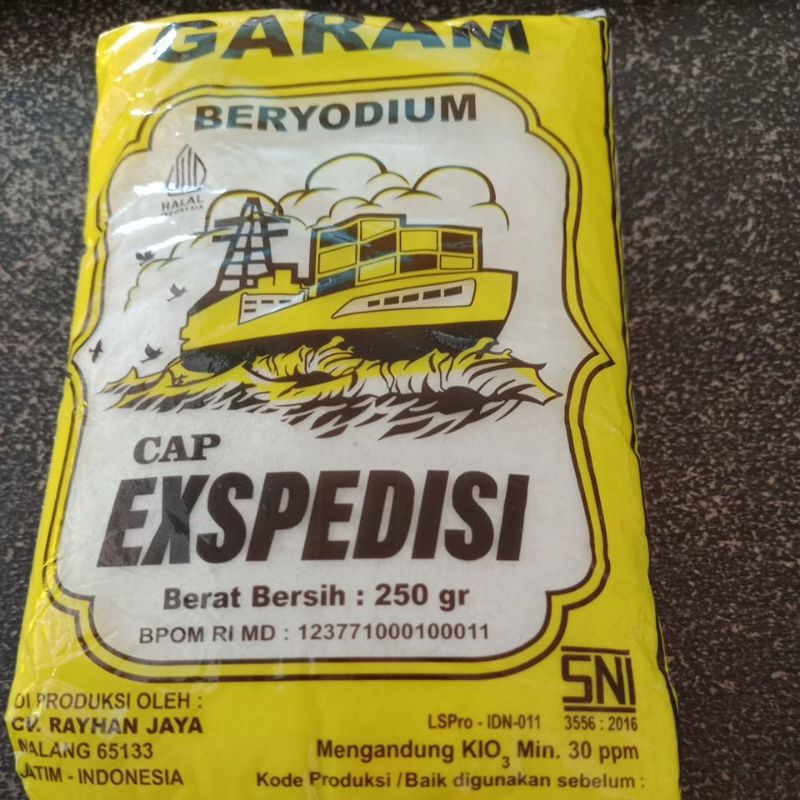 GARAM
BERYODIUM
HALAL
INDONESIA
CAP
EXSPEDISI
Berat Bersih : 250 gr
BPOM RI MD : 123771000100011
SNI
DI PRODUKSI OLEH :
CV. RAYHAN JAYA
MALANG 65133
JATIM - INDONESIA
LSPro - IDN-011 3556 : 2016
Mengandung KIO3 Min. 30 ppm
Kode Produksi /Baik digunakan sebelum :